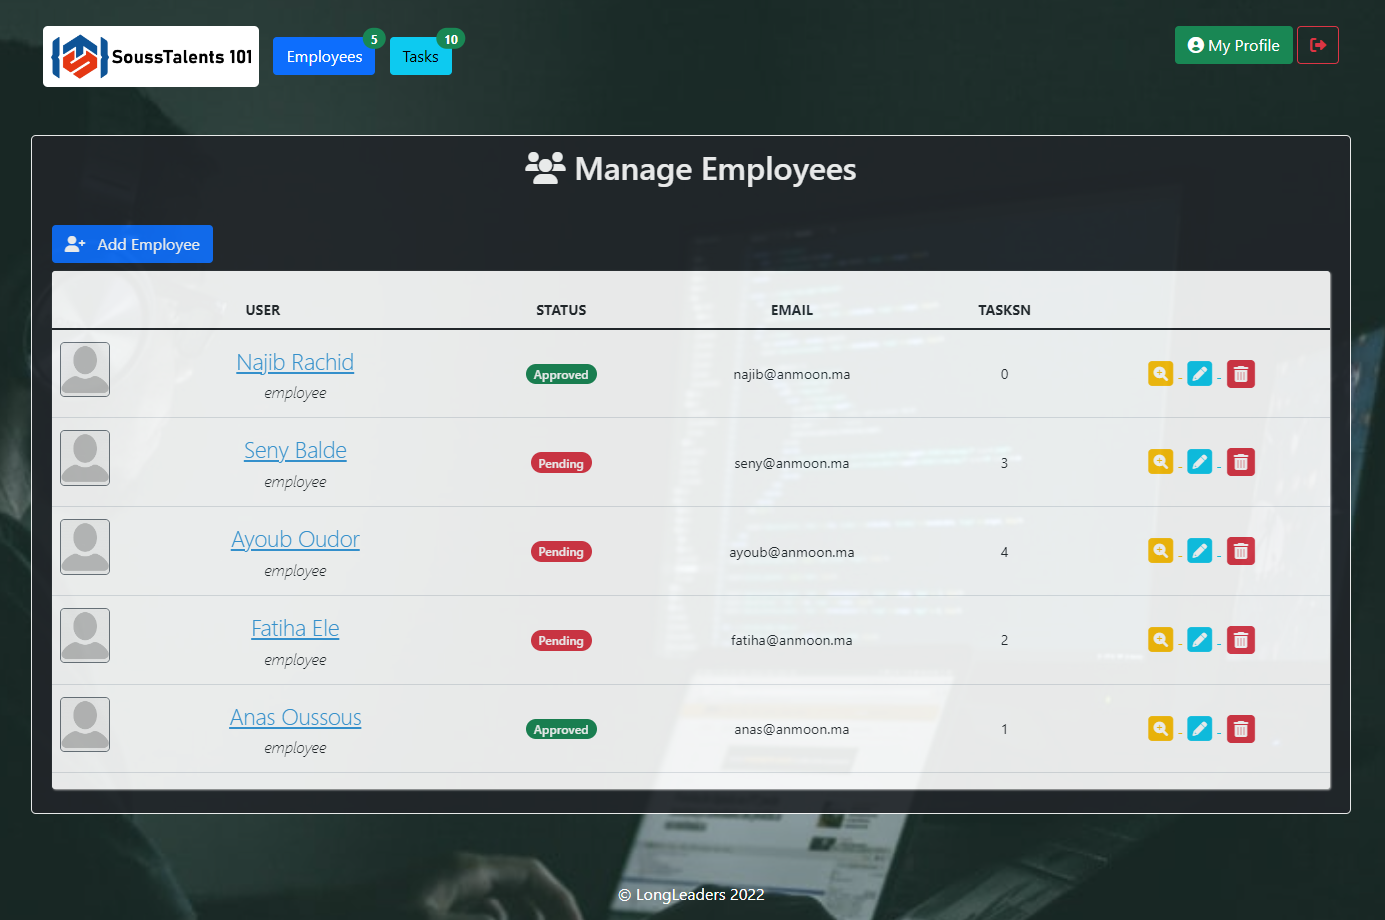 SoussTalents 101
Employees 5
Tasks 10
My Profile
Manage Employees
Add Employee
USER STATUS EMAIL TASKSN
Najib Rachid
employee
Approved najib@anmoon.ma 0
Seny Balde
employee
Pending seny@anmoon.ma 3
Ayoub Oudor
employee
Pending ayoub@anmoon.ma 4
Fatiha Ele
employee
Pending fatiha@anmoon.ma 2
Anas Oussous
employee
Approved anas@anmoon.ma 1
© LongLeaders 2022